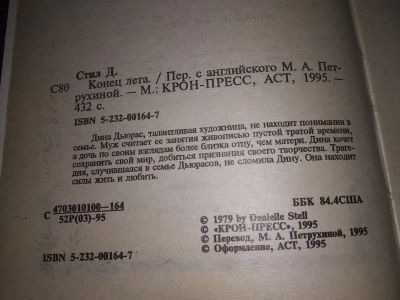 Стил Д.
С80 Конец лета. / Пер. с английского М. А. Пет-
рухиной. — М.: КРОН-ПРЕСС, АСТ, 1995. —
432 с.
ISBN 5-232-00164-7
Дина Дьюрас, талантливая художница, не находит понимания в
семье. Муж считает ее занятия живописью пустой тратой времени,
а дочь по своим взглядам более близка отцу, чем матери. Дина хочет
сохранить свой мир, добиться признания своего творчества. Траге-
дия, случившаяся в семье Дьюрасов, не сломила Дину. Она находит
силы жить и любить.
С 4703010100—164
52Р(03)-95
ББК 84.4США
© 1979 by Danielle Stell
© «КРОН-ПРЕСС», 1995
© Перевод, М. А. Петрухиной, 1995
© Оформление, АСТ, 1995
ISBN 5-232-00164-7